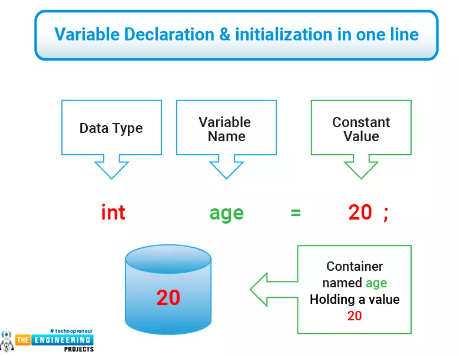 Variable Declaration & initialization in one line
Data Type
Variable
Name
Constant
Value
int age = 20 ;
20
Container
named age
Holding a value
20
# technopreneur
THE ENGINEERING
PROJECTS